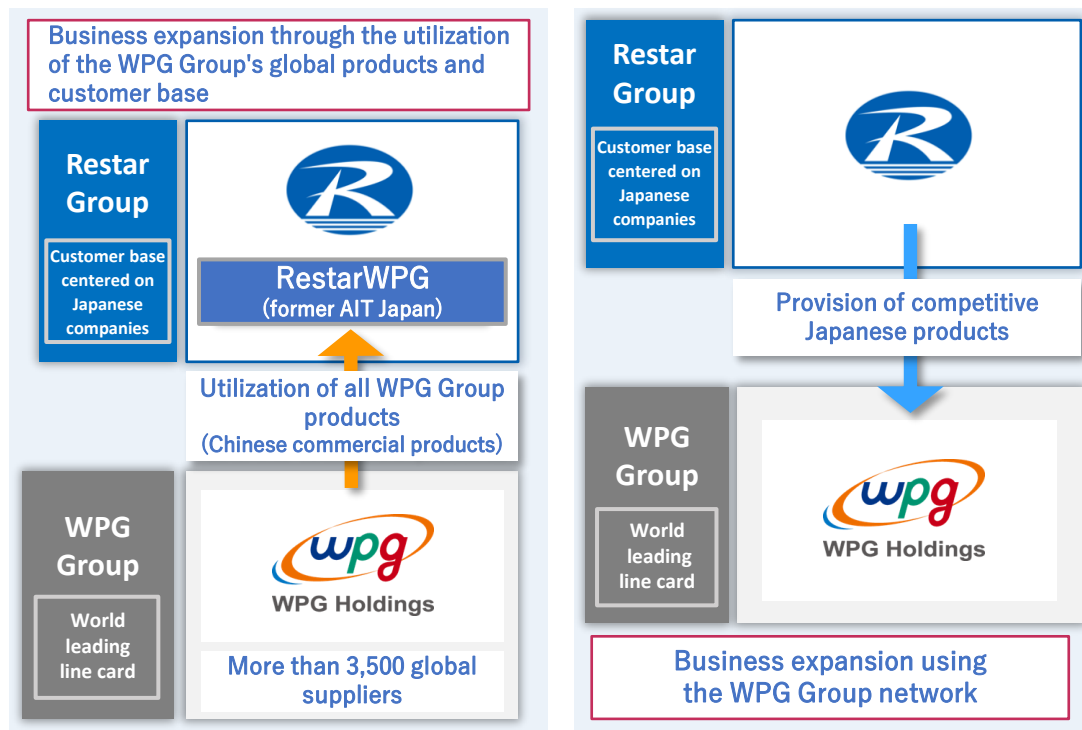 Business expansion through the utilization
of the WPG Group's global products and
customer base
Restar
Group
Customer base
centered on
Japanese
companies
R
RestarWPG
(former AIT Japan)
Utilization of all WPG Group
products
(Chinese commercial products)
WPG
Group
World
leading
line card
wpg
WPG Holdings
More than 3,500 global
suppliers
Restar
Group
Customer base
centered on
Japanese
companies
R
Provision of competitive
Japanese products
WPG
Group
World
leading
line card
wpg
WPG Holdings
Business expansion using
the WPG Group network